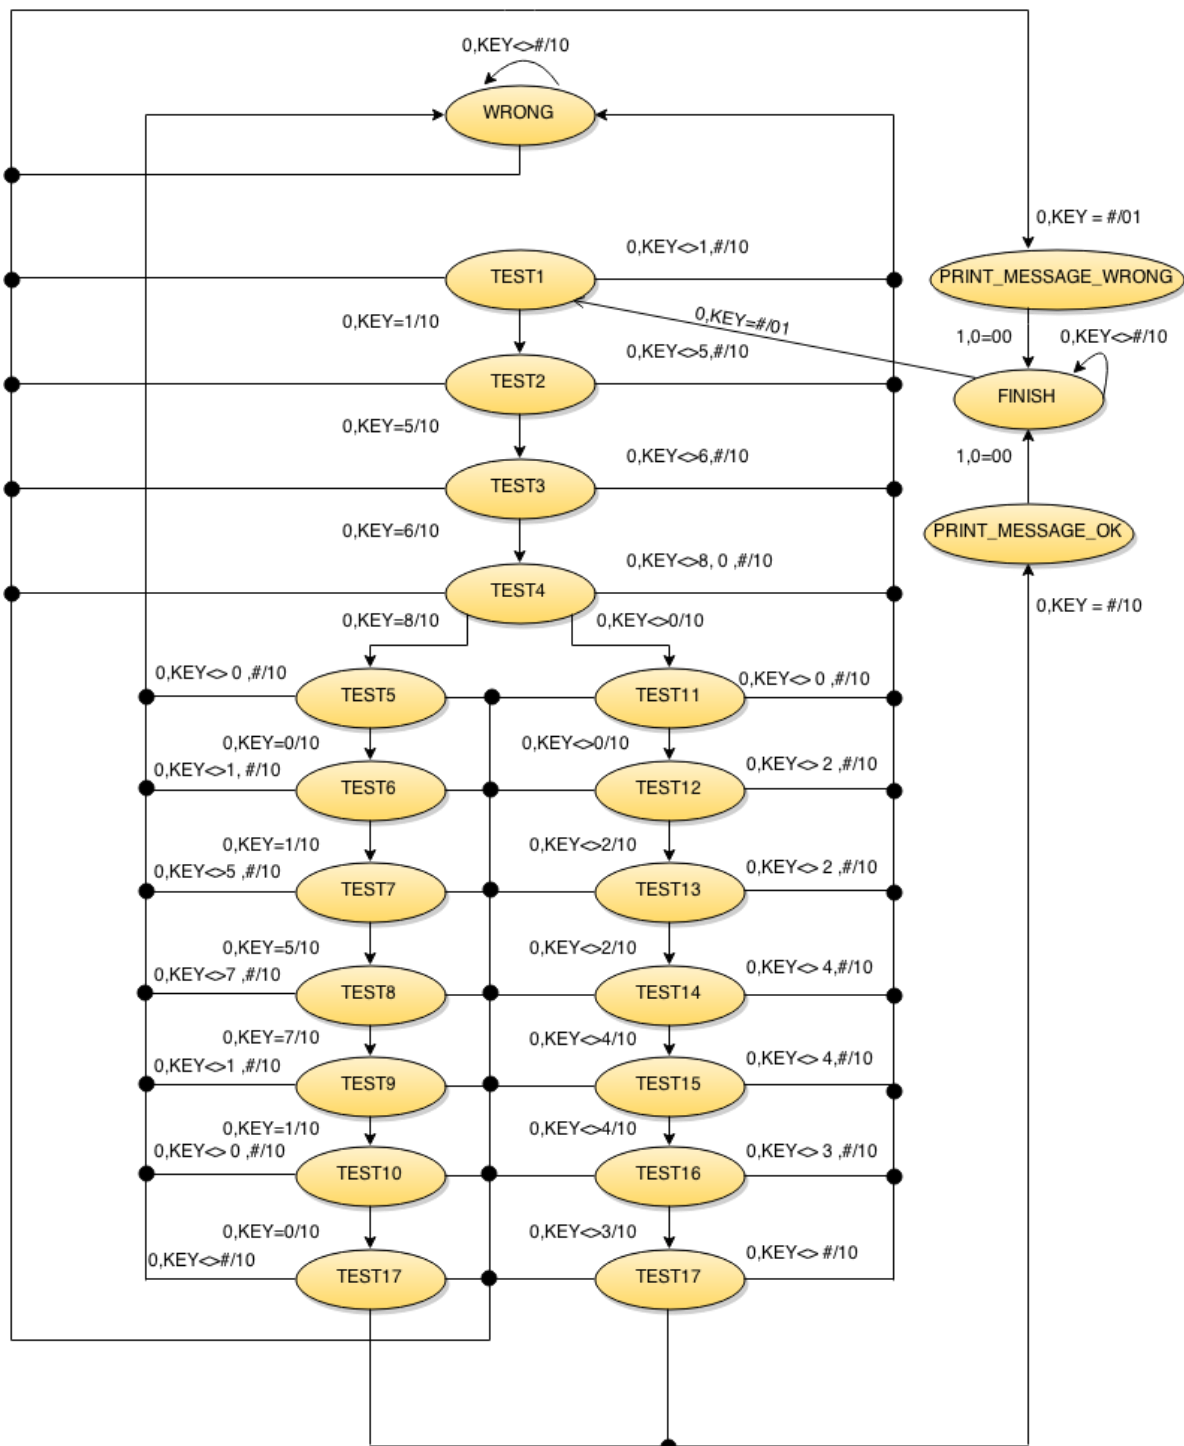 0,KEY<>#/10
WRONG
0,KEY = #/01
0,KEY<>1,#/10
TEST1
PRINT_MESSAGE_WRONG
0,KEY=1/10
0,KEY=#/01
1,0=00
0,KEY<>#/10
0,KEY<>5,#/10
TEST2
FINISH
0,KEY=5/10
0,KEY<>6,#/10
1,0=00
TEST3
0,KEY=6/10
PRINT_MESSAGE_OK
0,KEY<>8, 0 ,#/10
TEST4
0,KEY = #/10
0,KEY=8/10
0,KEY<>0/10
0,KEY<> 0 ,#/10
TEST5
TEST11
0,KEY<> 0 ,#/10
0,KEY=0/10
0,KEY<>0/10
0,KEY<>1, #/10
TEST6
TEST12
0,KEY<> 2 ,#/10
0,KEY=1/10
0,KEY<>2/10
0,KEY<>5 ,#/10
TEST7
TEST13
0,KEY<> 2 ,#/10
0,KEY=5/10
0,KEY<>2/10
0,KEY<>7 ,#/10
TEST8
TEST14
0,KEY<> 4,#/10
0,KEY=7/10
0,KEY<>4/10
0,KEY<>1 ,#/10
TEST9
TEST15
0,KEY<> 4,#/10
0,KEY=1/10
0,KEY<>4/10
0,KEY<> 0 ,#/10
TEST10
TEST16
0,KEY<> 3 ,#/10
0,KEY=0/10
0,KEY<>3/10
0,KEY<>#/10
TEST17
TEST17
0,KEY<> #/10